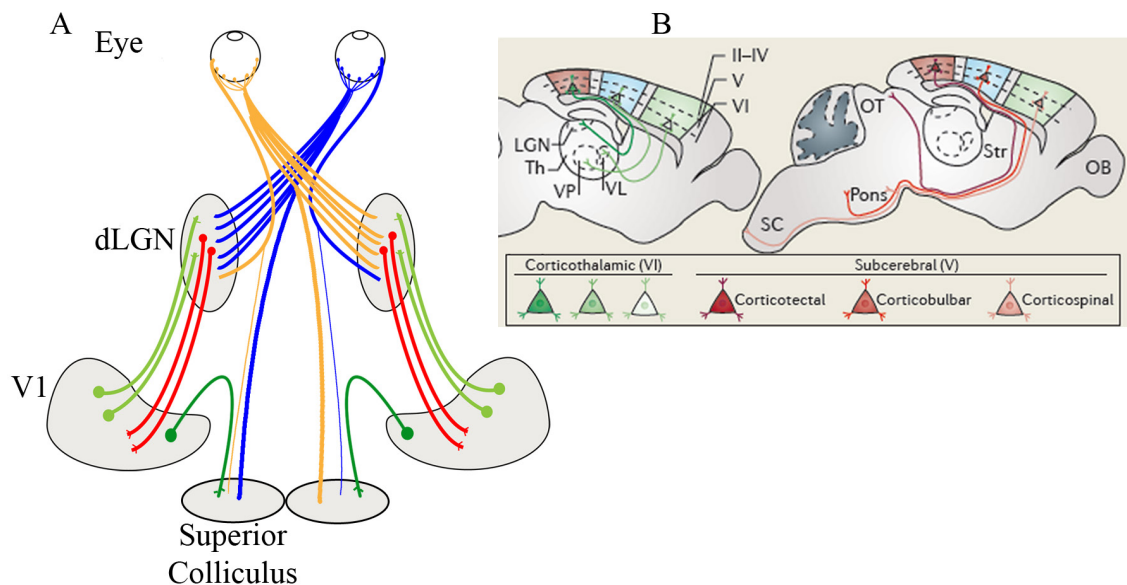 A
Eye
dLGN
V1
Superior
Colliculus
B
II–IV
V
VI
LGN
Th
VP
VL
OT
Str
OB
Pons
SC
Corticothalamic (VI)
Subcerebral (V)
Corticotectal
Corticobulbar
Corticospinal